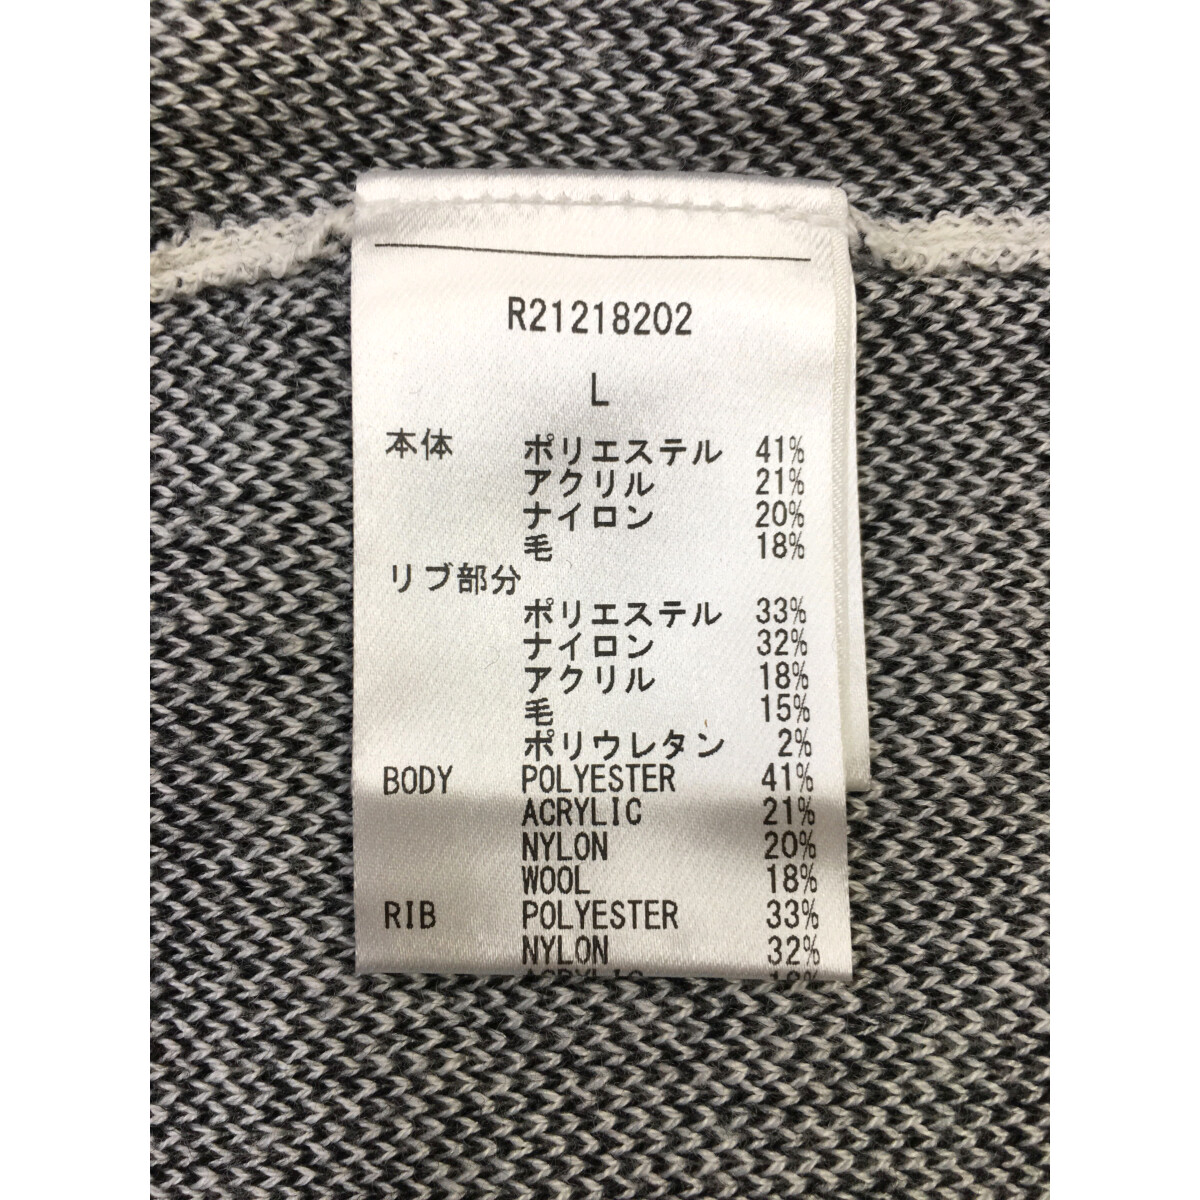 R21218202
L
本体 ポリエステル 41%
アクリル 21%
ナイロン 20%
毛 18%
リブ部分
ポリエステル 33%
ナイロン 32%
アクリル 18%
毛 15%
ポリウレタン 2%
BODY POLYESTER 41%
ACRYLIC 21%
NYLON 20%
WOOL 18%
RIB POLYESTER 33%
NYLON 32%
ACRYLIC 18%